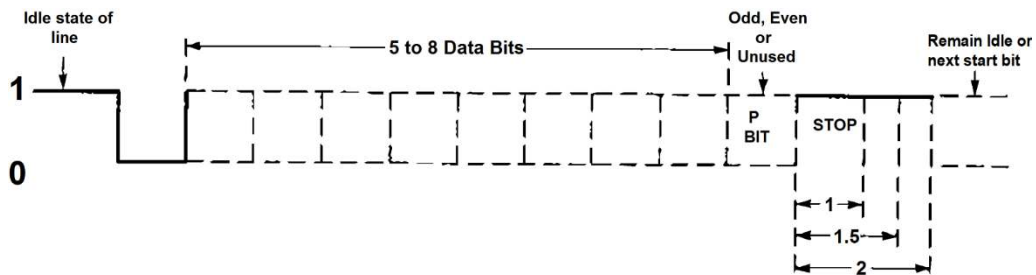 Idle state of
line
5 to 8 Data Bits
Odd, Even
or
Unused
Remain Idle or
next start bit
1
0
P
BIT
STOP
1
1.5
2